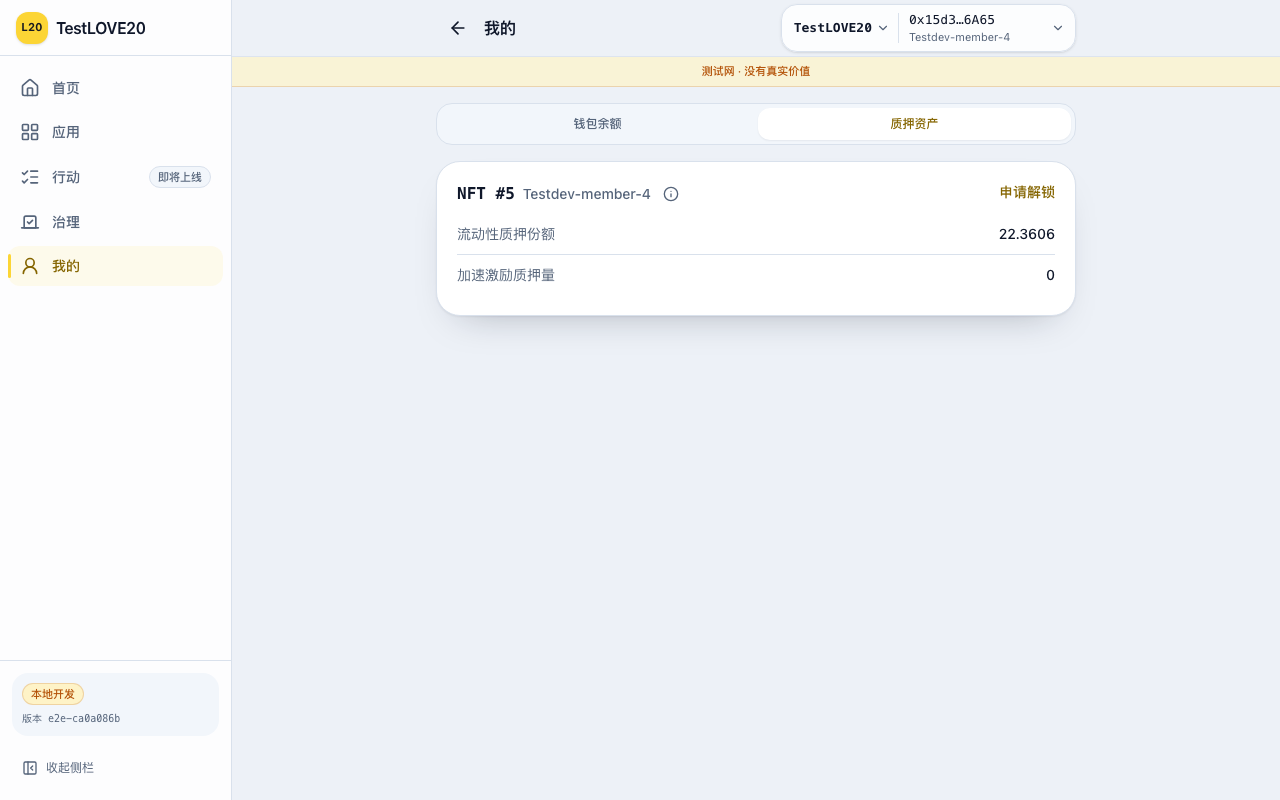 L20 TestLOVE20
首页
应用
行动 即将上线
治理
我的
本地开发
版本 e2e-ca0a086b
收起侧栏
我的
TestLOVE20
0x15d3…6A65
Testdev-member-4
测试网 · 没有真实价值
钱包余额 质押资产
NFT #5 Testdev-member-4 申请解锁
流动性质押份额 22.3606
加速激励质押量 0